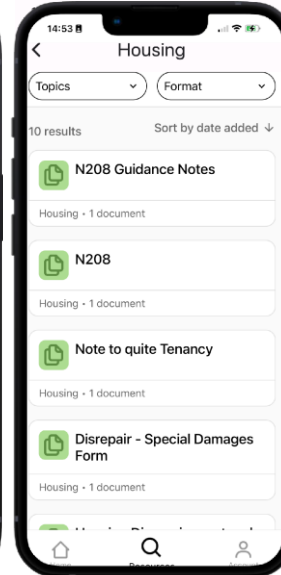 14:53
Housing
Topics
Format
10 results
Sort by date added ↓
N208 Guidance Notes
Housing - 1 document
N208
Housing - 1 document
Note to quite Tenancy
Housing - 1 document
Disrepair - Special Damages
Form
Housing - 1 document